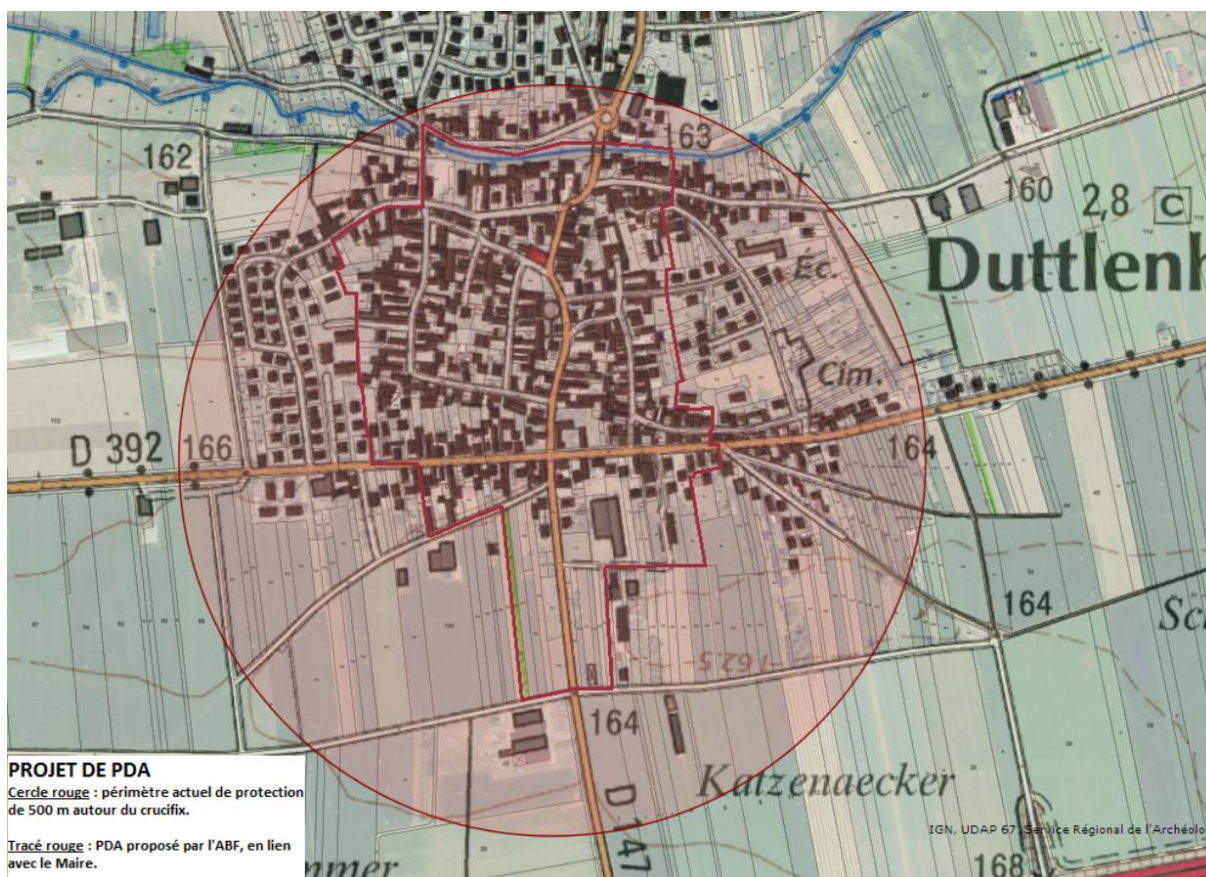 163
162
160
2,8 C
Duttlenh
Éc.
Cim.
D 392
166
164
164
Sc
162.5
164
Katzenaecker
D 147
168
mmer
PROJET DE PDA
Cercle rouge : périmètre actuel de protection
de 500 m autour du crucifix.
Tracé rouge : PDA proposé par l'ABF, en lien
avec le Maire.
IGN, UDAP 67, Service Régional de l'Archéolo